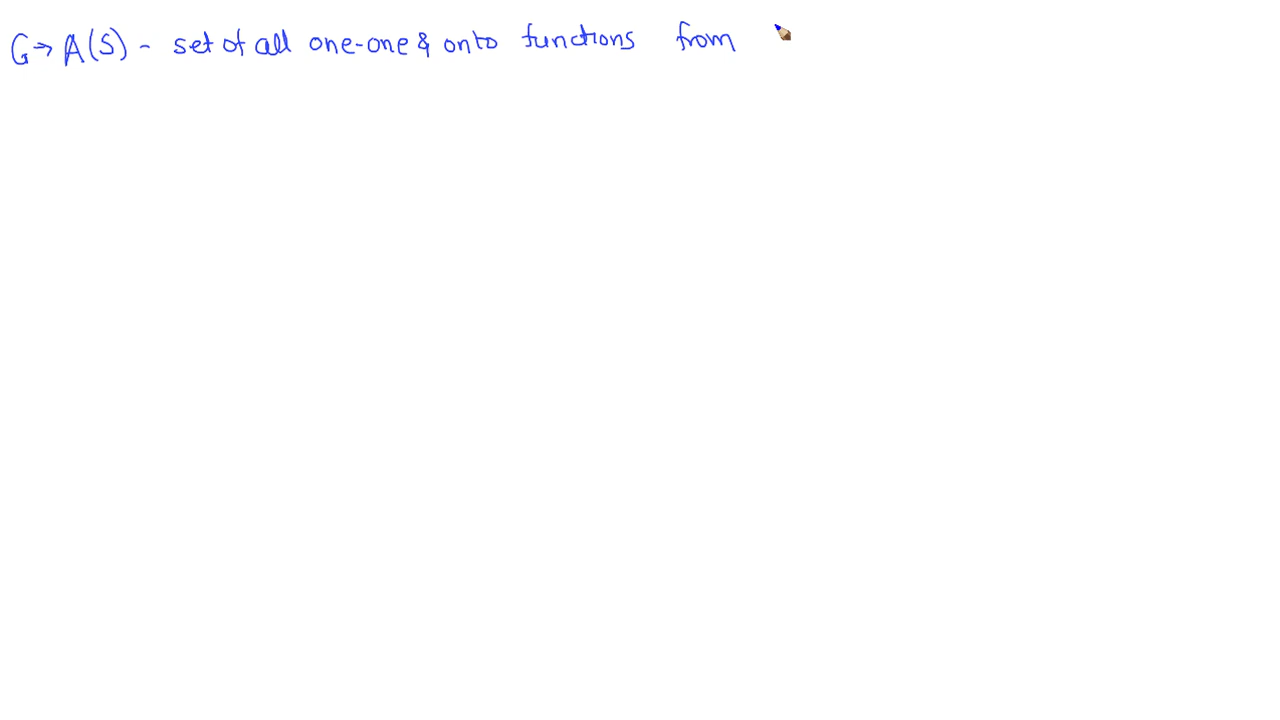 G → A(S) - set of all one-one & onto functions from